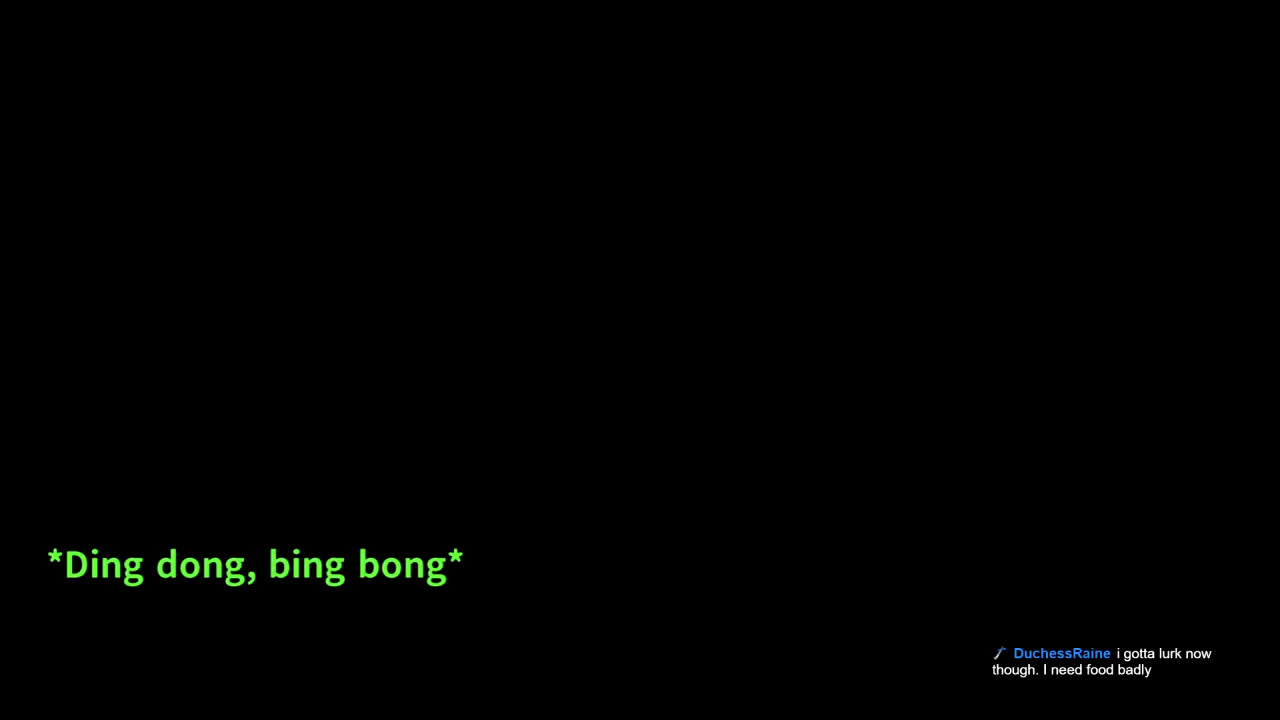 *Ding dong, bing bong*
DuchessRaine i gotta lurk now
though. I need food badly